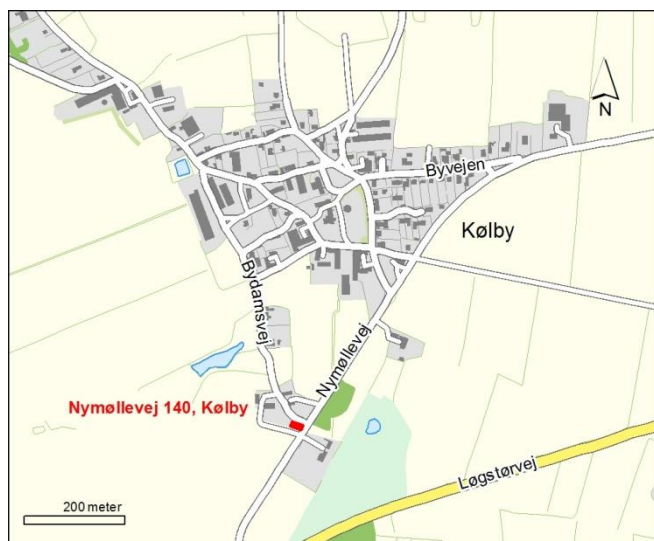 N
Byvejen
Kølby
Bydamsvej
Nymøllevej
Nymøllevej 140, Kølby
Løgstørvej
200 meter